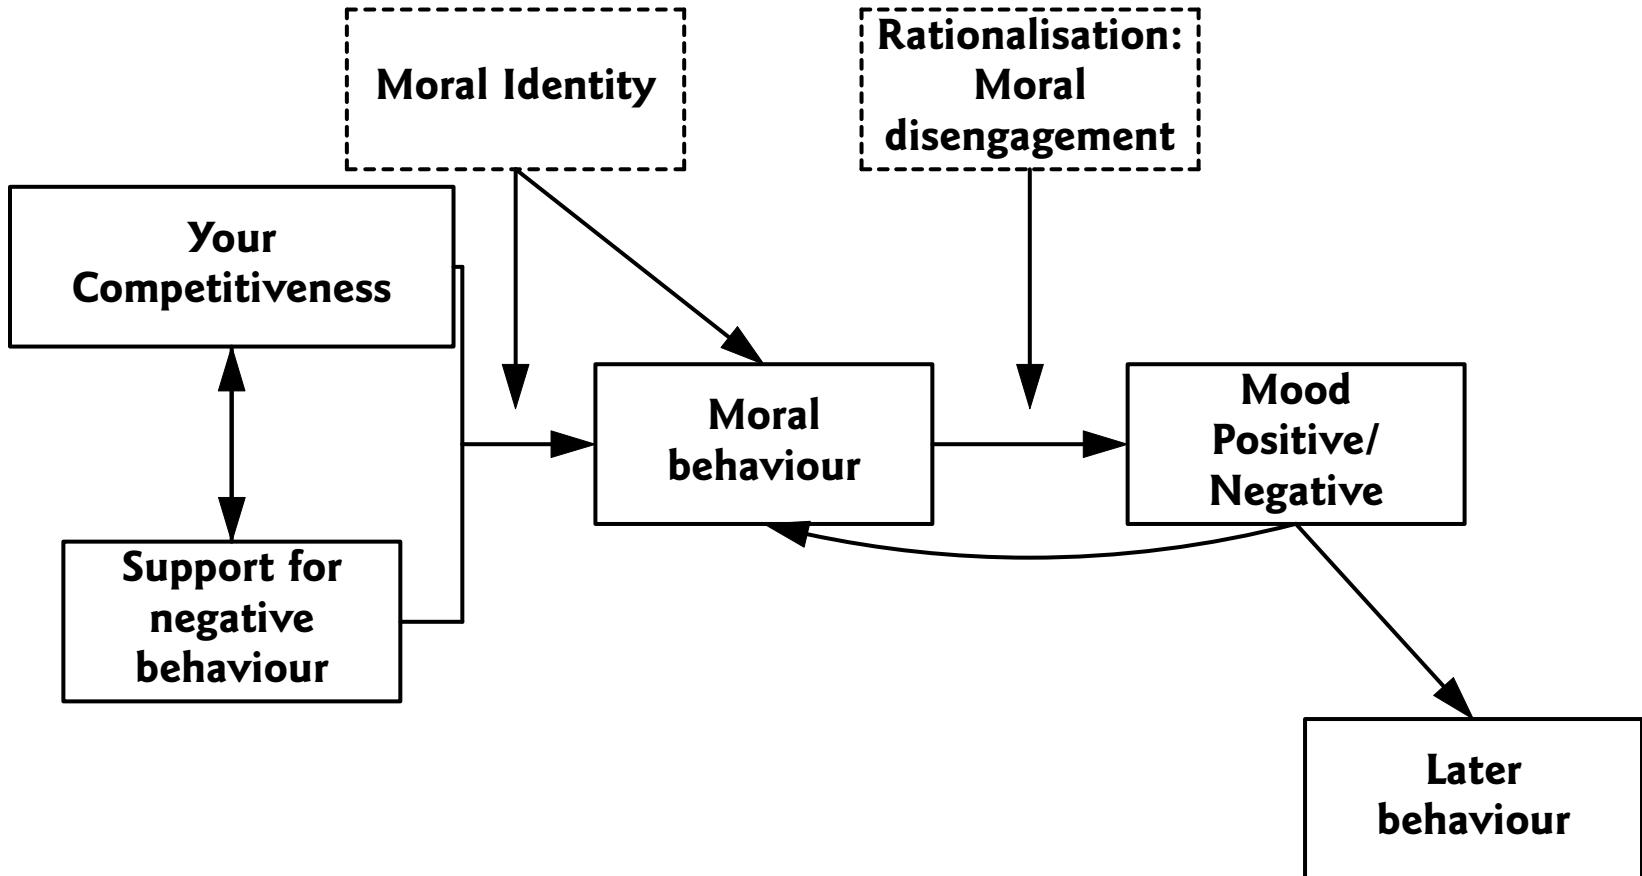 Moral Identity
Rationalisation:
Moral
disengagement
Your
Competitiveness
Moral
behaviour
Mood
Positive/
Negative
Support for
negative
behaviour
Later
behaviour